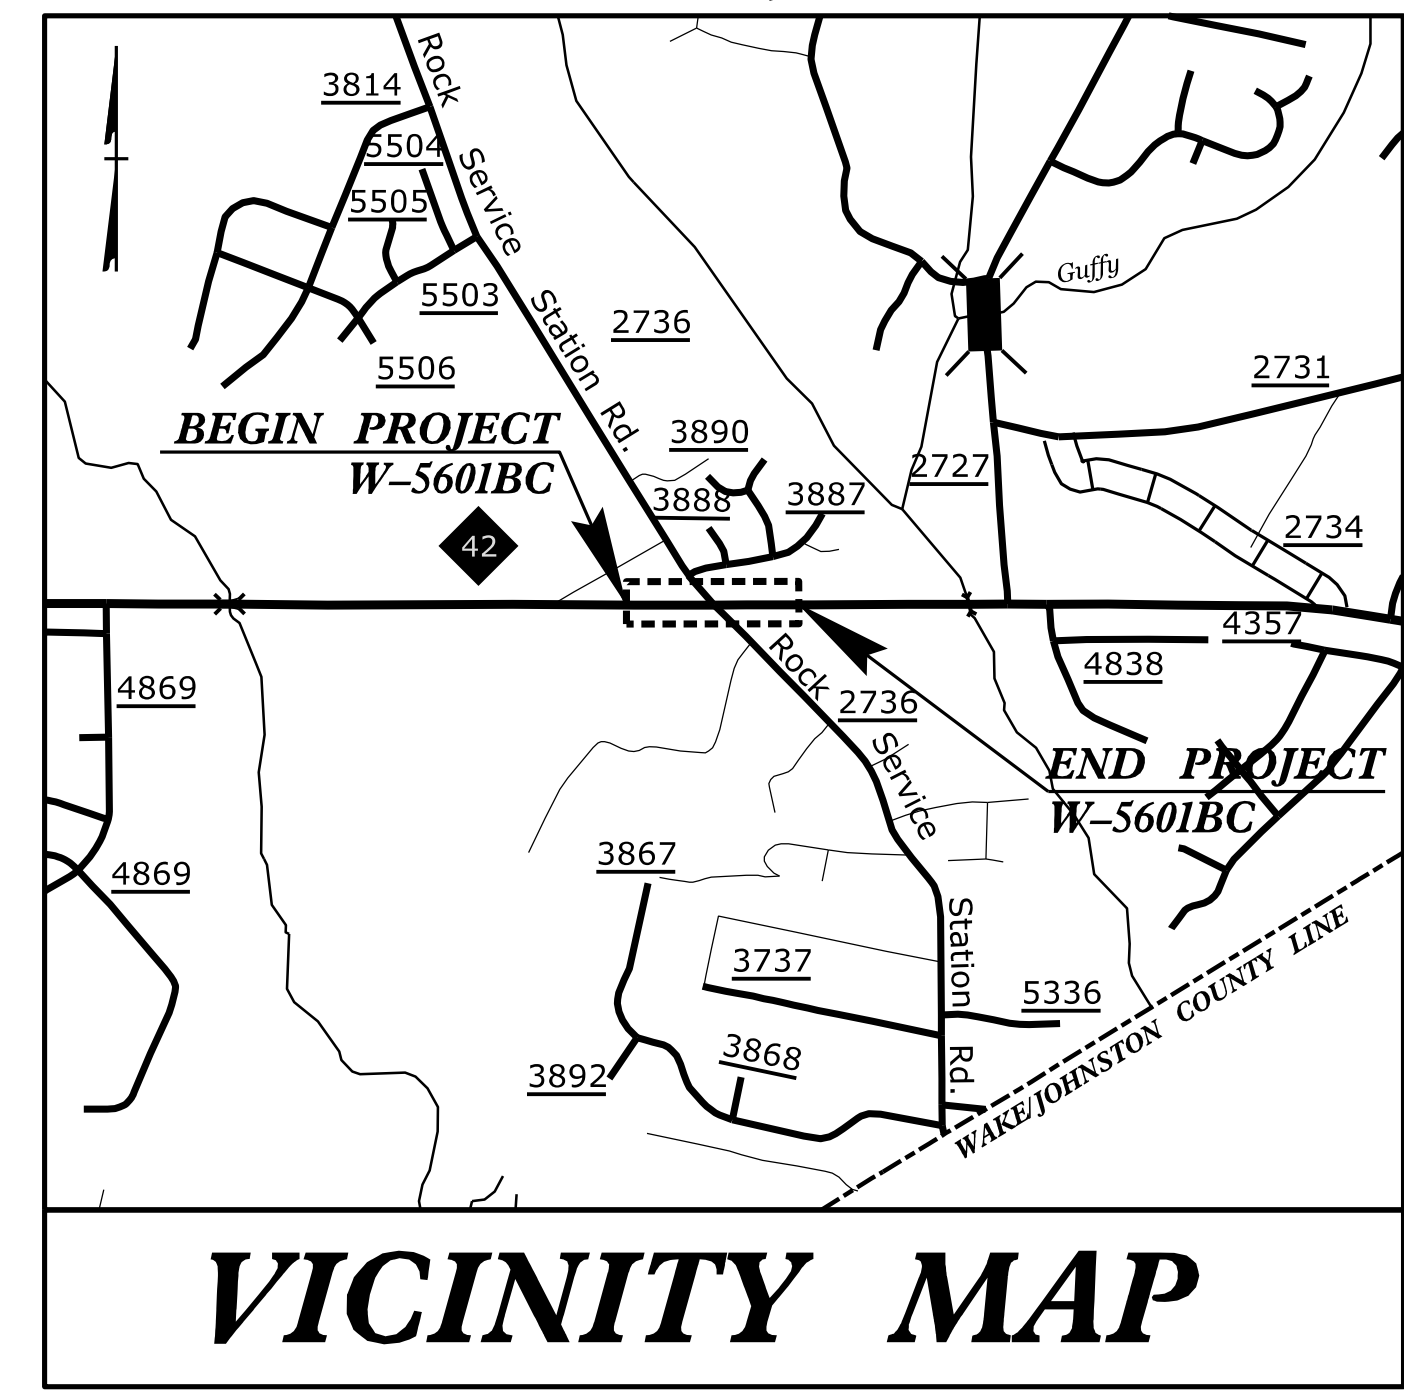 Rock Service Station Rd.
3814
5504
5505
5503
5506
2736
Guffy
2731
BEGIN PROJECT
W-5601BC
3890
3888
3887
2727
2734
42
4357
4838
4869
Rock Service Station Rd.
2736
END PROJECT
W-5601BC
3867
4869
3737
5336
3868
3892
WAKE/JOHNSTON COUNTY LINE
VICINITY MAP